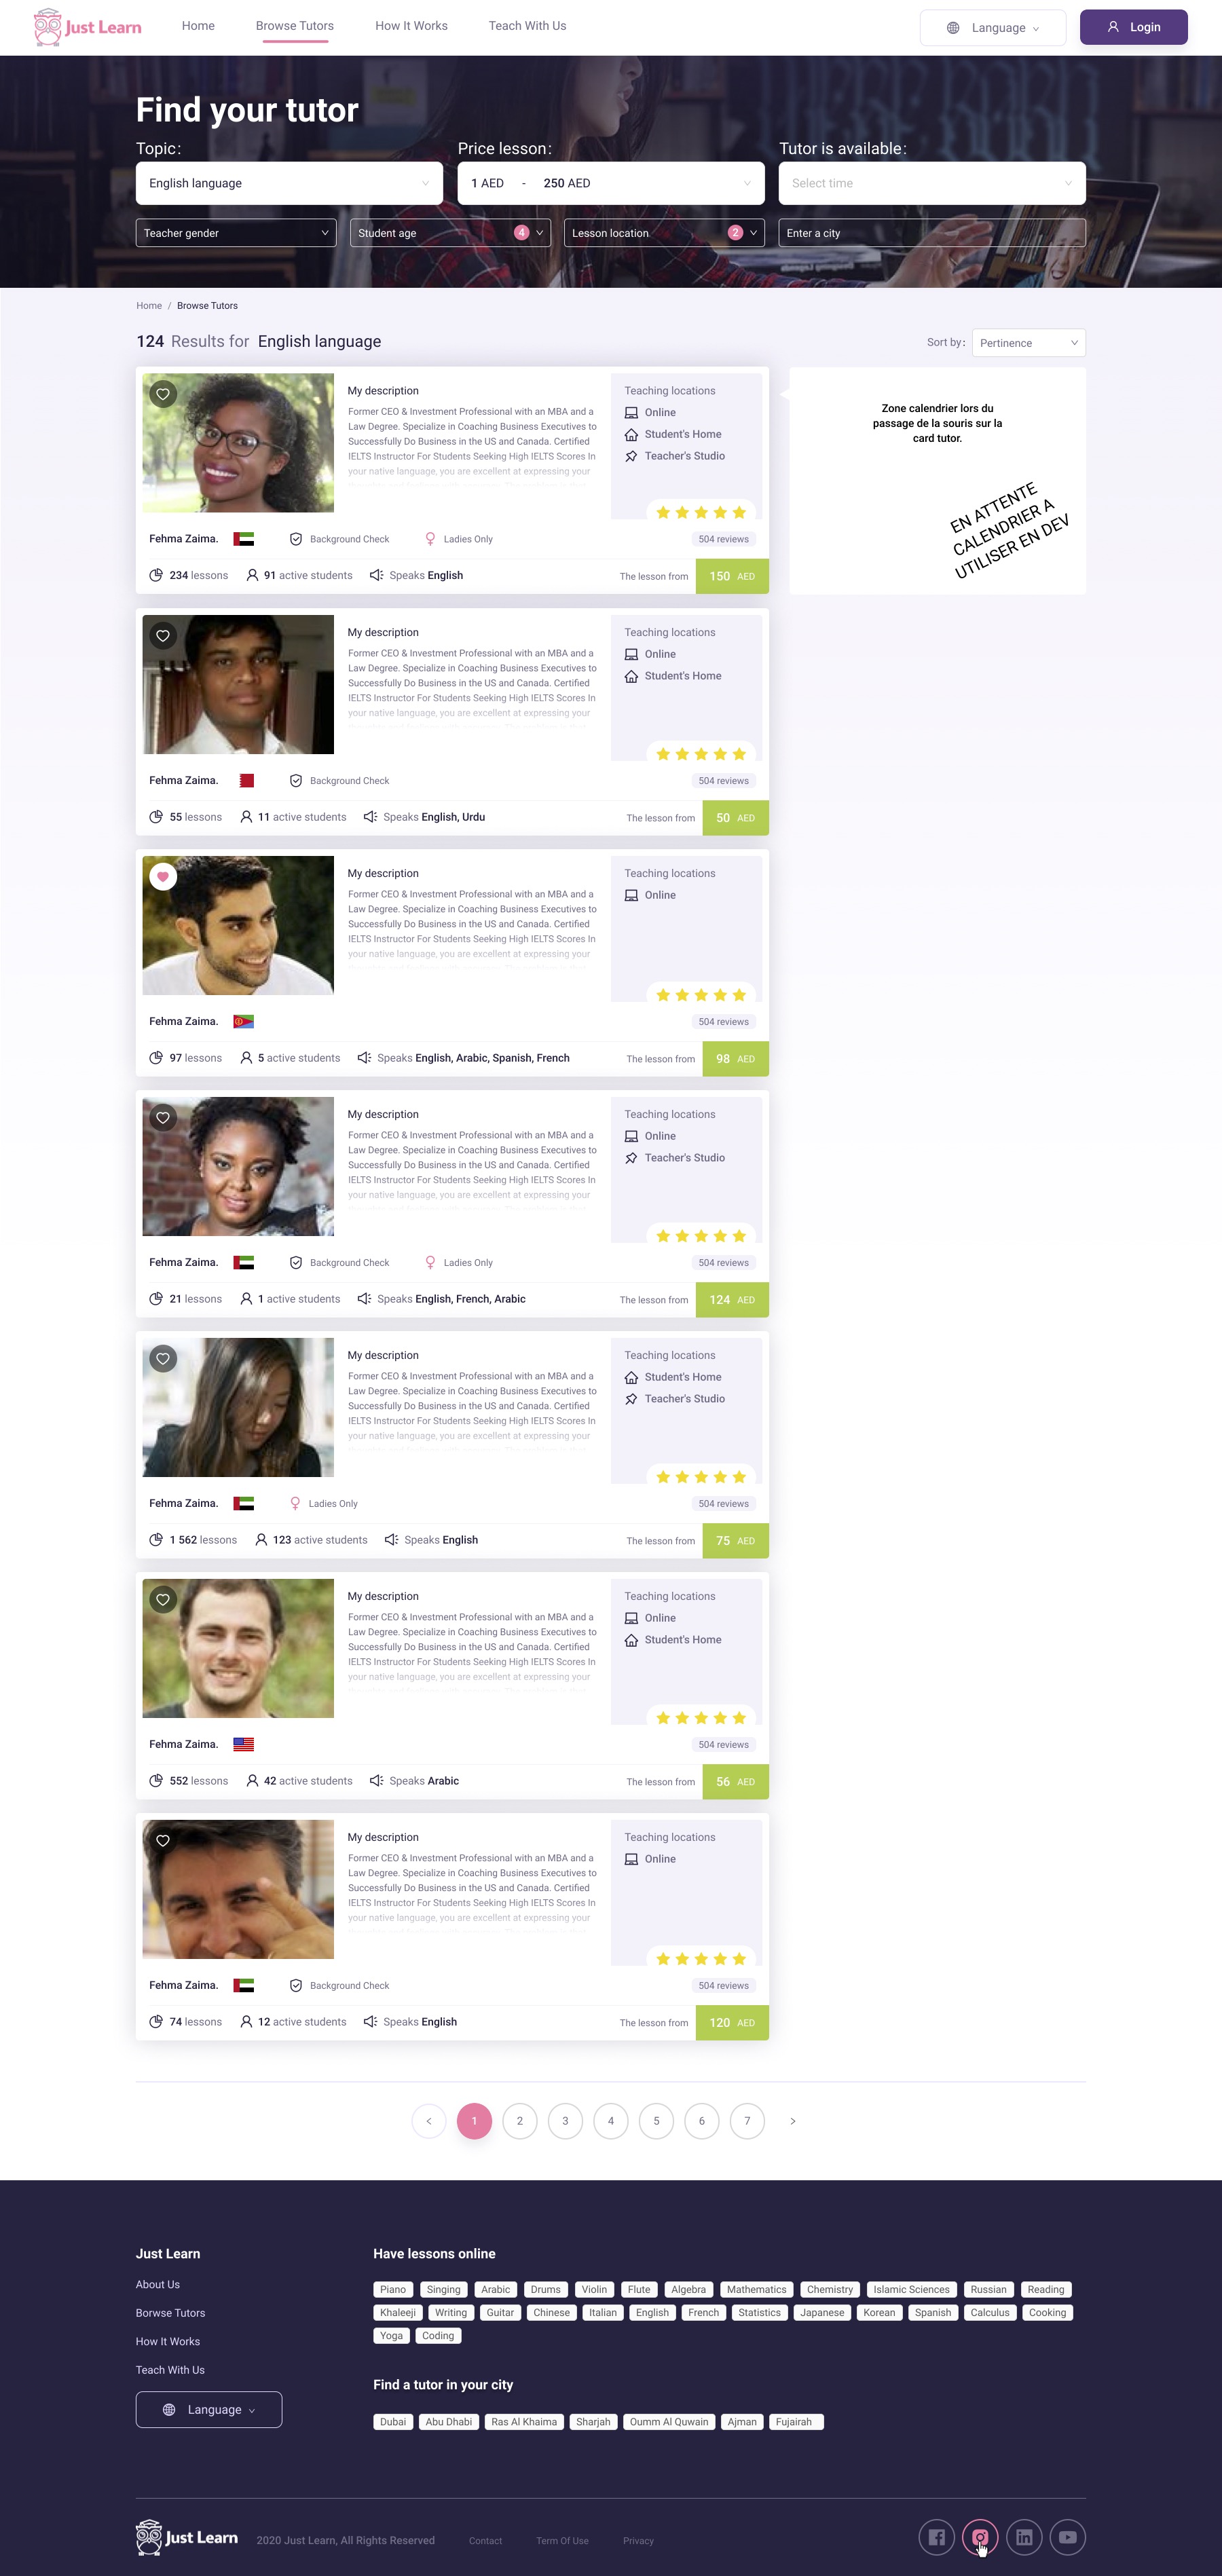 Just Learn
Home
Browse Tutors
How It Works
Teach With Us
Language
Login
Find your tutor
Topic:
Price lesson:
Tutor is available:
English language
1 AED - 250 AED
Select time
Teacher gender
Student age 4
Lesson location 2
Enter a city
Home / Browse Tutors
124 Results for English language
Sort by: Pertinence
My description
Former CEO & Investment Professional with an MBA and a
Law Degree. Specialize in Coaching Business Executives to
Successfully Do Business in the US and Canada. Certified
IELTS Instructor For Students Seeking High IELTS Scores In
your native language, you are excellent at expressing your
Teaching locations
Online
Student's Home
Teacher's Studio
Fehma Zaima.
Background Check
Ladies Only
504 reviews
234 lessons
91 active students
Speaks English
The lesson from
150 AED
Zone calendrier lors du
passage de la souris sur la
card tutor.
EN ATTENTE
CALENDRIER A
UTILISER EN DEV
My description
Former CEO & Investment Professional with an MBA and a
Law Degree. Specialize in Coaching Business Executives to
Successfully Do Business in the US and Canada. Certified
IELTS Instructor For Students Seeking High IELTS Scores In
your native language, you are excellent at expressing your
Teaching locations
Online
Student's Home
Fehma Zaima.
Background Check
504 reviews
55 lessons
11 active students
Speaks English, Urdu
The lesson from
50 AED
My description
Former CEO & Investment Professional with an MBA and a
Law Degree. Specialize in Coaching Business Executives to
Successfully Do Business in the US and Canada. Certified
IELTS Instructor For Students Seeking High IELTS Scores In
your native language, you are excellent at expressing your
Teaching locations
Online
Fehma Zaima.
504 reviews
97 lessons
5 active students
Speaks English, Arabic, Spanish, French
The lesson from
98 AED
My description
Former CEO & Investment Professional with an MBA and a
Law Degree. Specialize in Coaching Business Executives to
Successfully Do Business in the US and Canada. Certified
IELTS Instructor For Students Seeking High IELTS Scores In
your native language, you are excellent at expressing your
Teaching locations
Online
Teacher's Studio
Fehma Zaima.
Background Check
Ladies Only
504 reviews
21 lessons
1 active students
Speaks English, French, Arabic
The lesson from
124 AED
My description
Former CEO & Investment Professional with an MBA and a
Law Degree. Specialize in Coaching Business Executives to
Successfully Do Business in the US and Canada. Certified
IELTS Instructor For Students Seeking High IELTS Scores In
your native language, you are excellent at expressing your
Teaching locations
Student's Home
Teacher's Studio
Fehma Zaima.
Ladies Only
504 reviews
1 562 lessons
123 active students
Speaks English
The lesson from
75 AED
My description
Former CEO & Investment Professional with an MBA and a
Law Degree. Specialize in Coaching Business Executives to
Successfully Do Business in the US and Canada. Certified
IELTS Instructor For Students Seeking High IELTS Scores In
your native language, you are excellent at expressing your
Teaching locations
Online
Student's Home
Fehma Zaima.
504 reviews
552 lessons
42 active students
Speaks Arabic
The lesson from
56 AED
My description
Former CEO & Investment Professional with an MBA and a
Law Degree. Specialize in Coaching Business Executives to
Successfully Do Business in the US and Canada. Certified
IELTS Instructor For Students Seeking High IELTS Scores In
your native language, you are excellent at expressing your
Teaching locations
Online
Fehma Zaima.
Background Check
504 reviews
74 lessons
12 active students
Speaks English
The lesson from
120 AED
< 1 2 3 4 5 6 7 >
Just Learn
About Us
Borwse Tutors
How It Works
Teach With Us
Language
Have lessons online
Piano Singing Arabic Drums Violin Flute Algebra Mathematics Chemistry Islamic Sciences Russian Reading
Khaleeji Writing Guitar Chinese Italian English French Statistics Japanese Korean Spanish Calculus Cooking
Yoga Coding
Find a tutor in your city
Dubai Abu Dhabi Ras Al Khaima Sharjah Oumm Al Quwain Ajman Fujairah
Just Learn
2020 Just Learn, All Rights Reserved
Contact
Term Of Use
Privacy